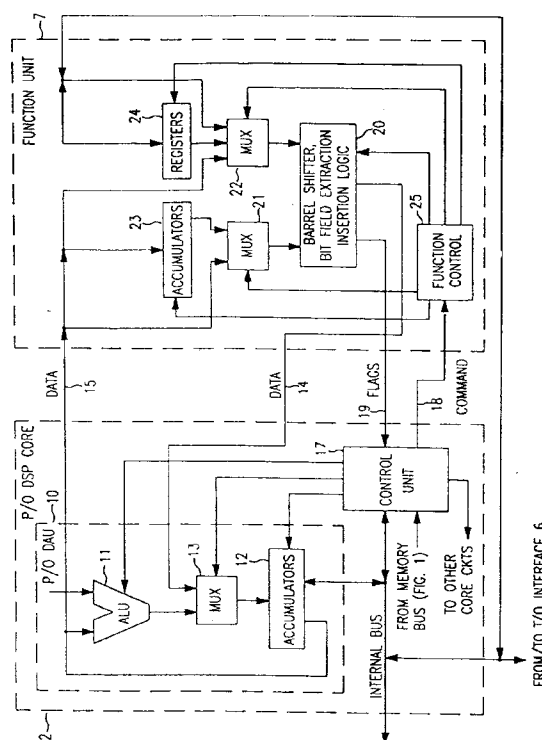 7
FUNCTION UNIT
24
REGISTERS
MUX
22
20
BARREL SHIFTER,
BIT FIELD EXTRACTION
INSERTION LOGIC
23
ACCUMULATORS
21
MUX
25
FUNCTION
CONTROL
DATA
15
DATA
14
FLAGS
19
18
COMMAND
P/O DSP CORE
P/O DAU
10
11
ALU
13
MUX
12
ACCUMULATORS
17
CONTROL
UNIT
INTERNAL BUS
FROM MEMORY
BUS (FIG. 1)
TO OTHER
CORE CKTS
2
FROM/TO I/O INTERFACE 6